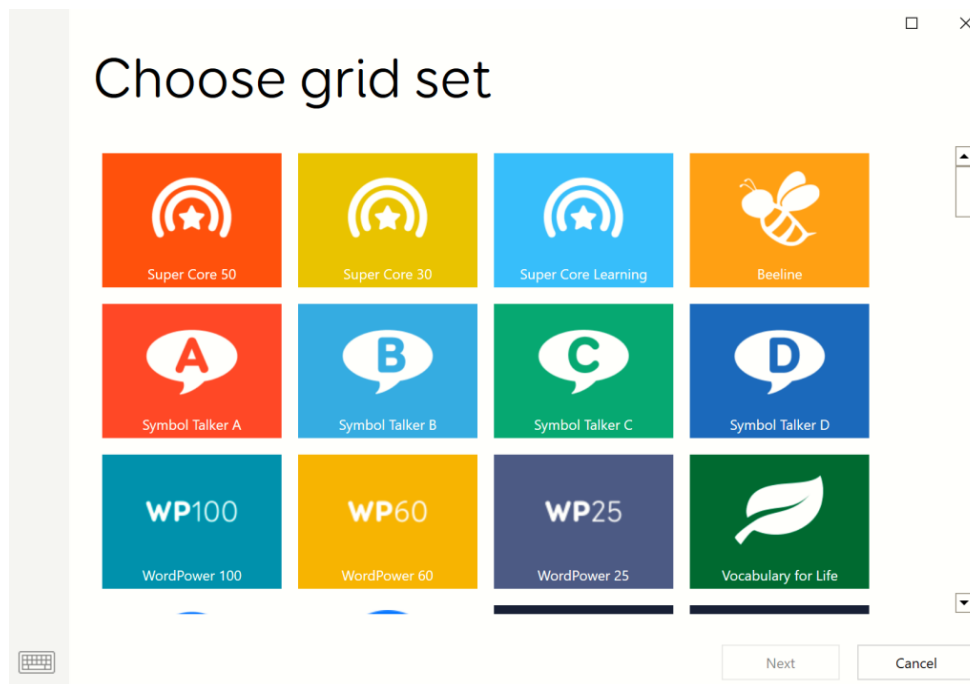 Choose grid set
Super Core 50
Super Core 30
Super Core Learning
Beeline
A
B
C
D
Symbol Talker A
Symbol Talker B
Symbol Talker C
Symbol Talker D
WP100
WP60
WP25
WordPower 100
WordPower 60
WordPower 25
Vocabulary for Life
Next
Cancel